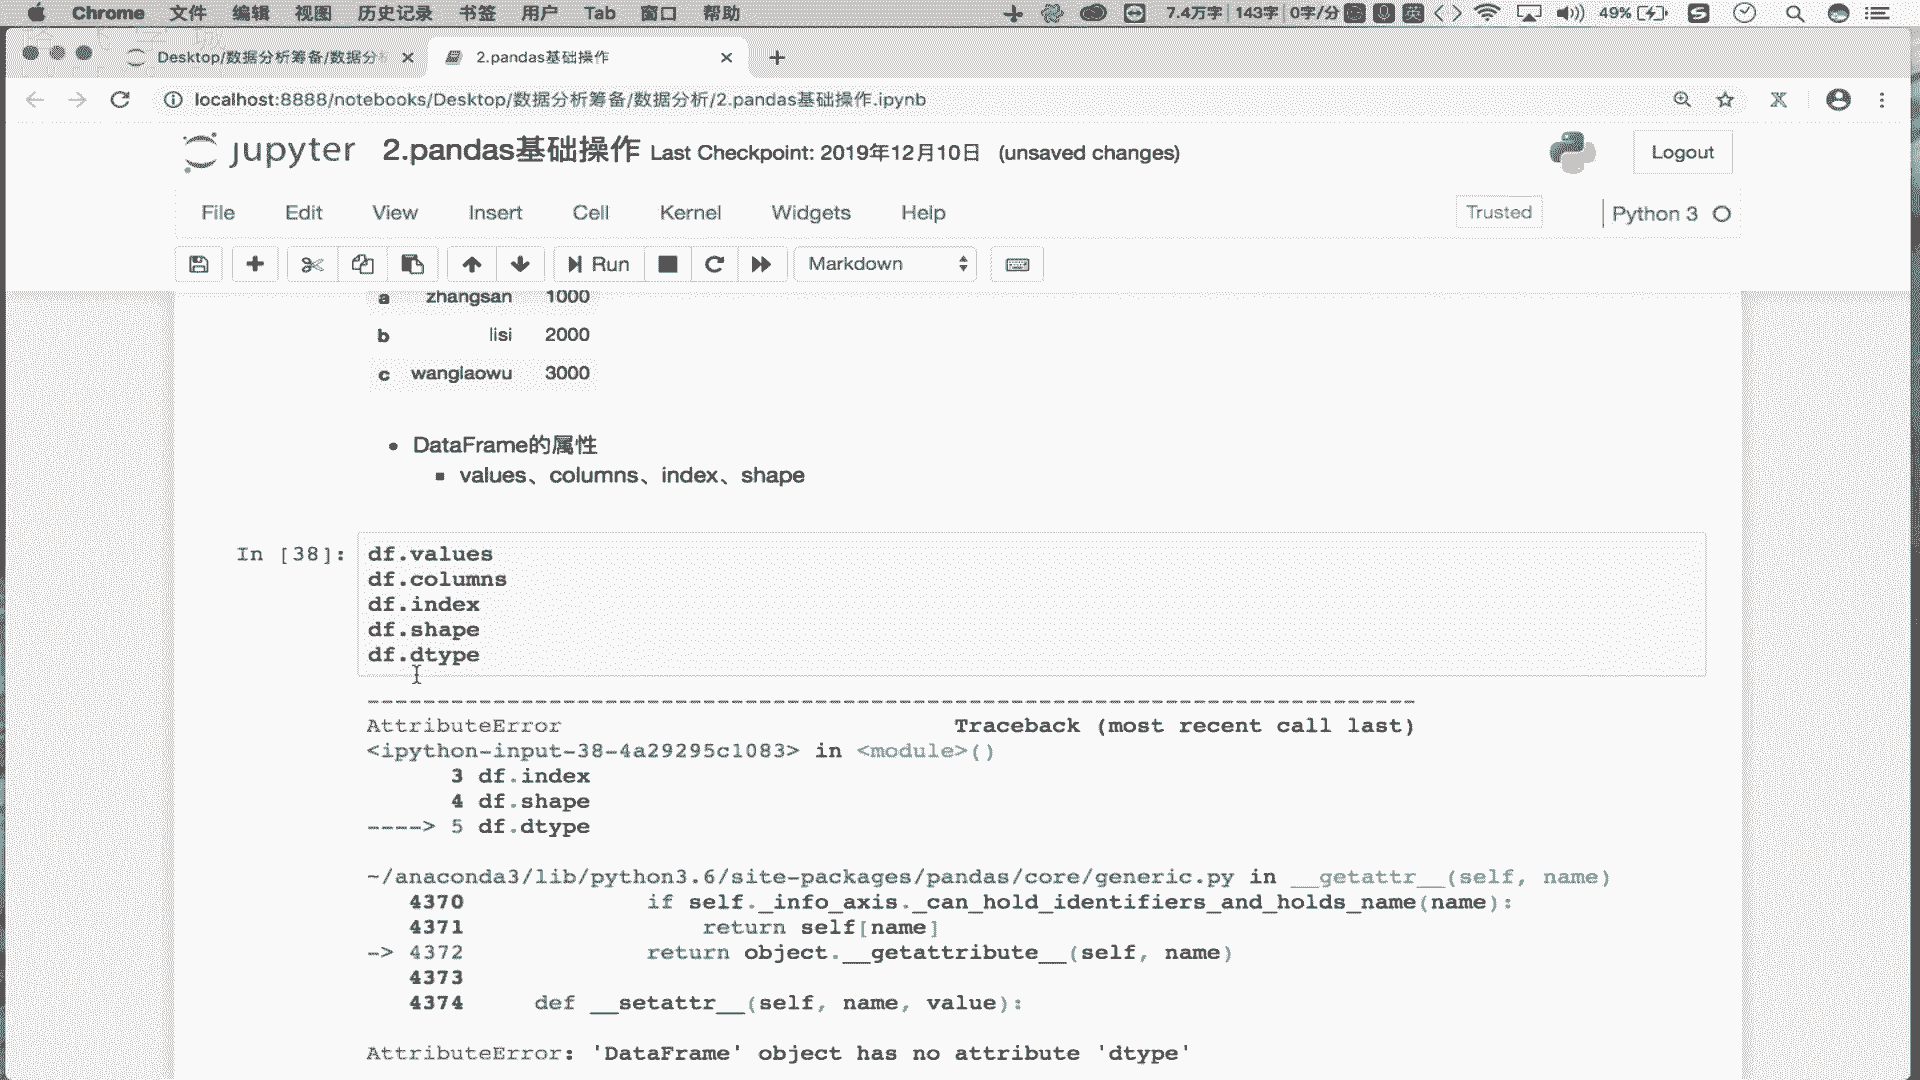 Chrome 文件 编辑 视图 历史记录 书签 用户 Tab 窗口 帮助 7.4万字 143字 0字/分 英 49%
Desktop/数据分析筹备/数据分 2.pandas基础操作
localhost:8888/notebooks/Desktop/数据分析筹备/数据分析/2.pandas基础操作.ipynb
jupyter 2.pandas基础操作 Last Checkpoint: 2019年12月10日 (unsaved changes) Logout
File Edit View Insert Cell Kernel Widgets Help Trusted Python 3 O
Run Markdown
a zhangsan 1000
b lisi 2000
c wanglaowu 3000
• DataFrame的属性
▪ values、columns、index、shape
In [38]: df.values
df.columns
df.index
df.shape
df.dtype
---------------------------------------------------------------------------
AttributeError Traceback (most recent call last)
<ipython-input-38-4a29295c1083> in <module>()
3 df.index
4 df.shape
----> 5 df.dtype
~/anaconda3/lib/python3.6/site-packages/pandas/core/generic.py in __getattr__(self, name)
4370 if self._info_axis._can_hold_identifiers_and_holds_name(name):
4371 return self[name]
-> 4372 return object.__getattribute__(self, name)
4373
4374 def __setattr__(self, name, value):
AttributeError: 'DataFrame' object has no attribute 'dtype'